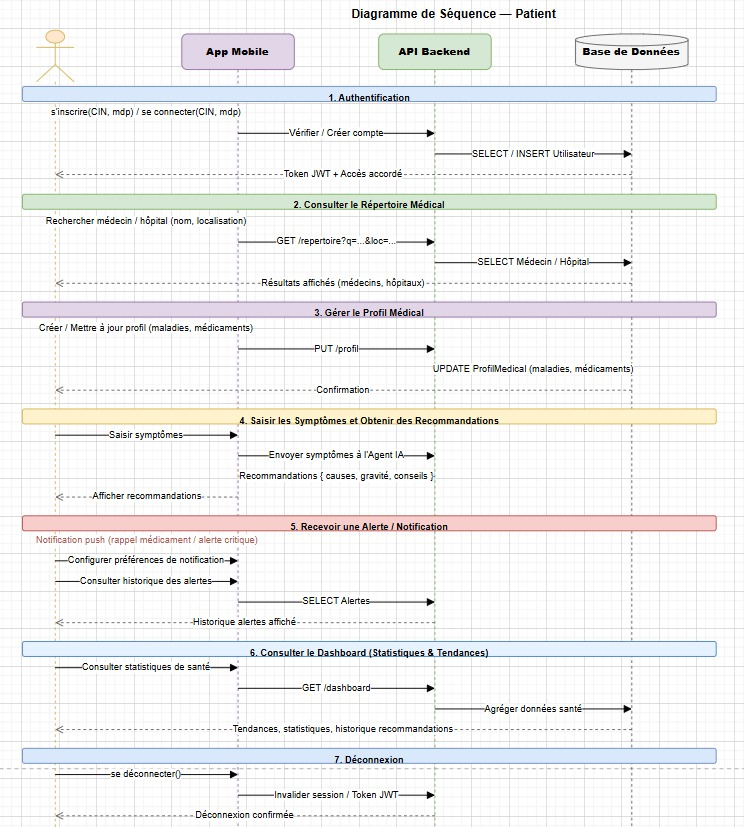 Diagramme de Séquence — Patient
App Mobile
API Backend
Base de Données
1. Authentification
s'inscrire(CIN, mdp) / se connecter(CIN, mdp)
Vérifier / Créer compte
SELECT / INSERT Utilisateur
Token JWT + Accès accordé
2. Consulter le Répertoire Médical
Rechercher médecin / hôpital (nom, localisation)
GET /repertoire?q=...&loc=...
SELECT Médecin / Hôpital
Résultats affichés (médecins, hôpitaux)
3. Gérer le Profil Médical
Créer / Mettre à jour profil (maladies, médicaments)
PUT /profil
UPDATE ProfilMedical (maladies, médicaments)
Confirmation
4. Saisir les Symptômes et Obtenir des Recommandations
Saisir symptômes
Envoyer symptômes à l'Agent IA
Recommandations { causes, gravité, conseils }
Afficher recommandations
5. Recevoir une Alerte / Notification
Notification push (rappel médicament / alerte critique)
Configurer préférences de notification
Consulter historique des alertes
SELECT Alertes
Historique alertes affiché
6. Consulter le Dashboard (Statistiques & Tendances)
Consulter statistiques de santé
GET /dashboard
Agréger données santé
Tendances, statistiques, historique recommandations
7. Déconnexion
se déconnecter()
Invalider session / Token JWT
Déconnexion confirmée